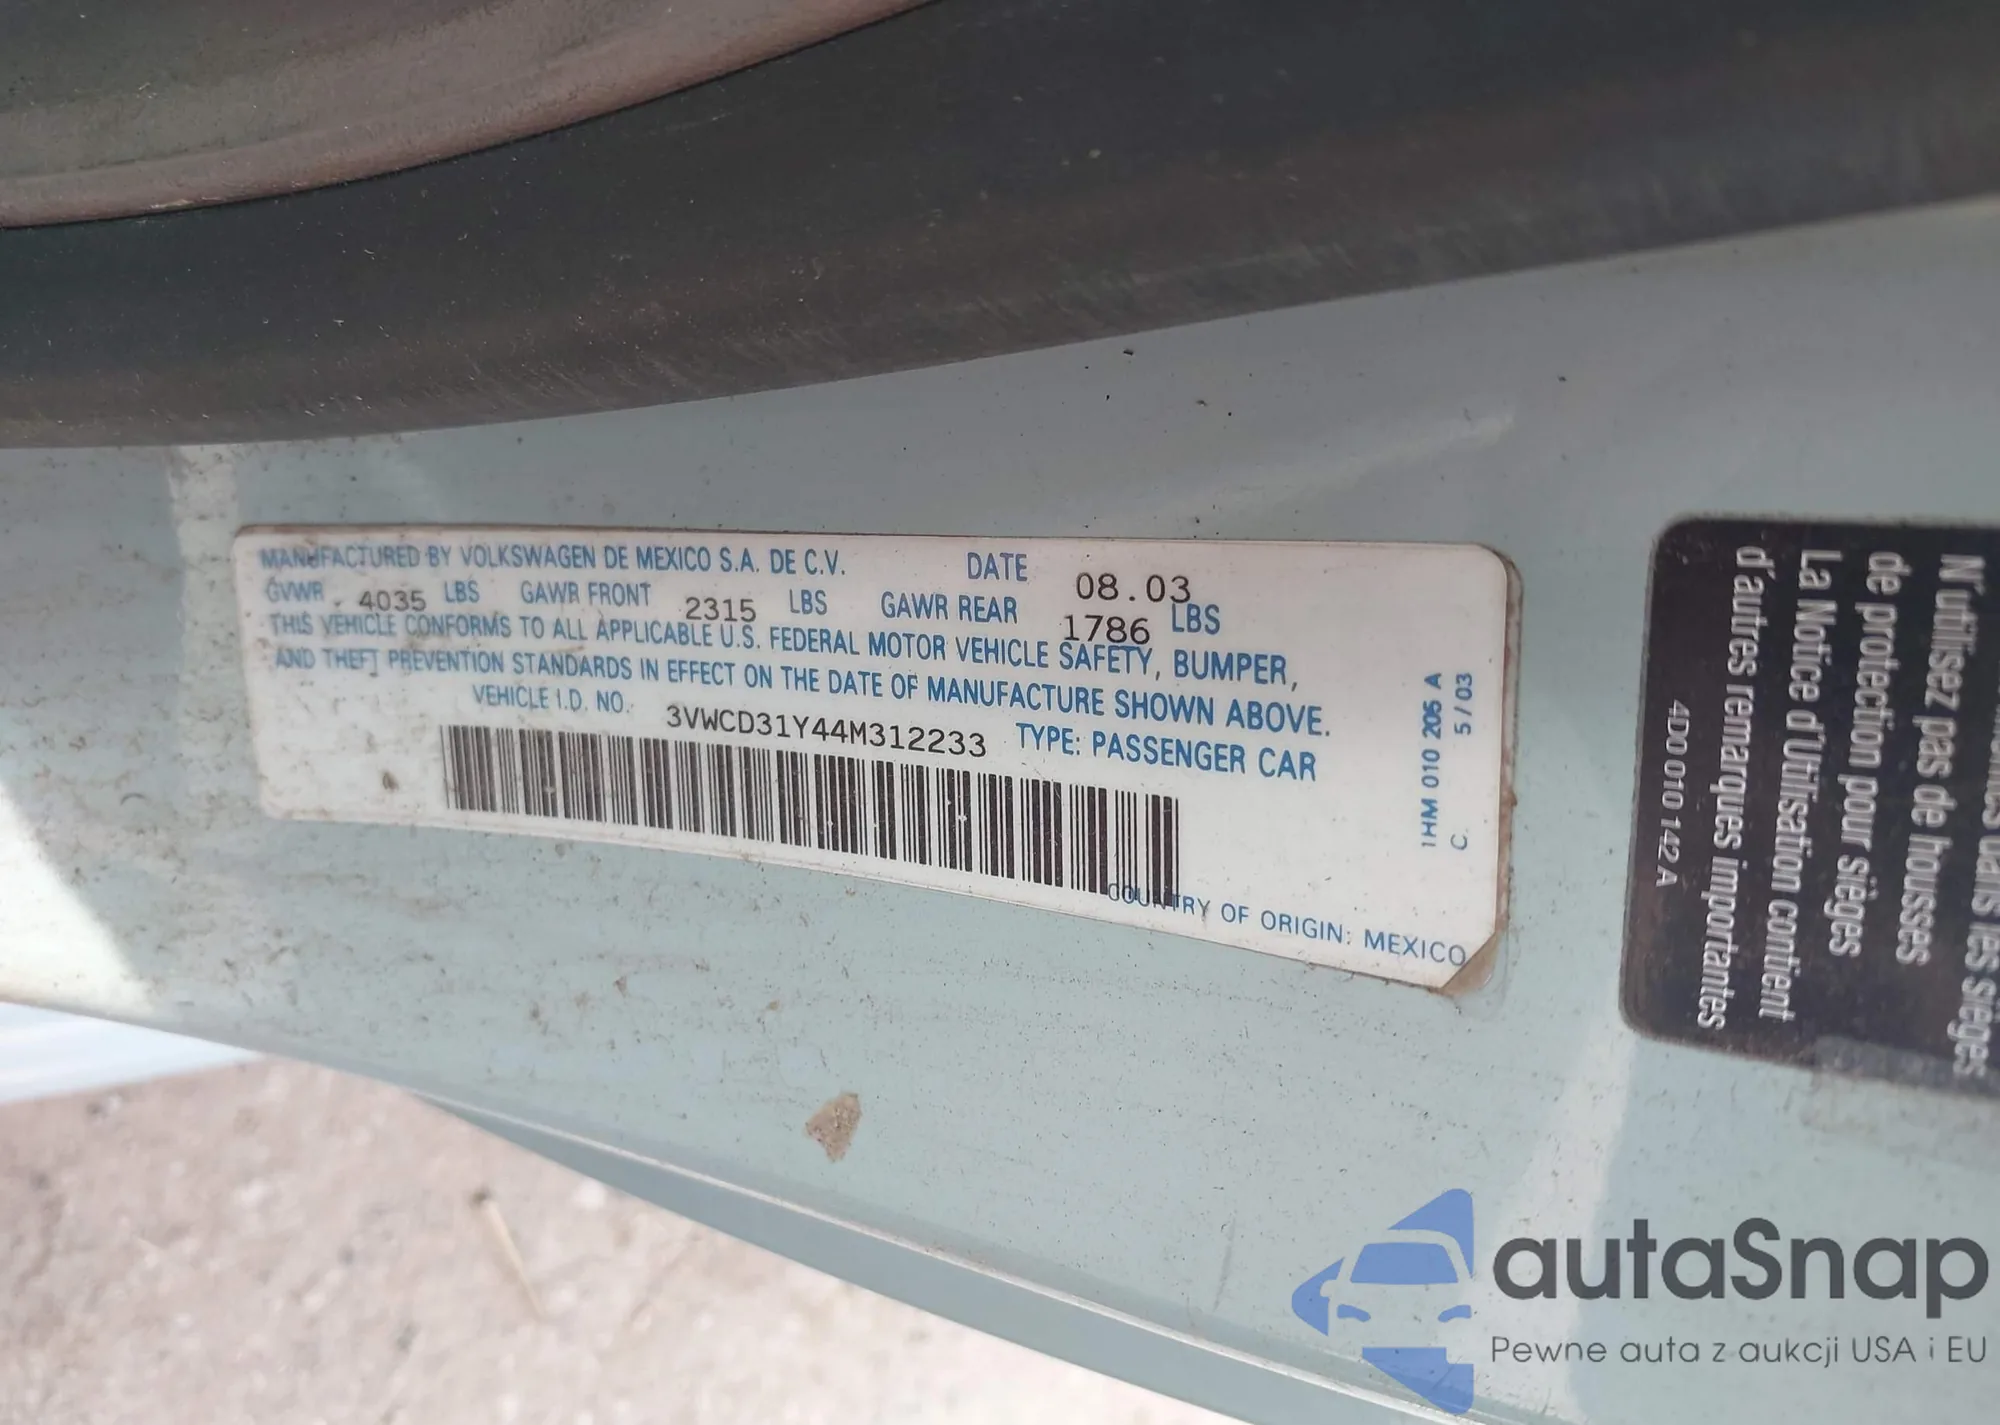 MANUFACTURED BY VOLKSWAGEN DE MEXICO S.A. DE C.V. DATE 08.03
GVWR 4035 LBS GAWR FRONT 2315 LBS GAWR REAR 1786 LBS
THIS VEHICLE CONFORMS TO ALL APPLICABLE U.S. FEDERAL MOTOR VEHICLE SAFETY, BUMPER,
AND THEFT PREVENTION STANDARDS IN EFFECT ON THE DATE OF MANUFACTURE SHOWN ABOVE.
VEHICLE I.D. NO. 3VWCD31Y44M312233 TYPE: PASSENGER CAR
COUNTRY OF ORIGIN: MEXICO
1HM 010 205 A
C. 5/03
N'utilisez pas de housses
de protection pour sièges
La Notice d'Utilisation contient
d'autres remarques importantes
4D0 010 142 A
dans les sièges
autaSnap
Pewne auta z aukcji USA i EU